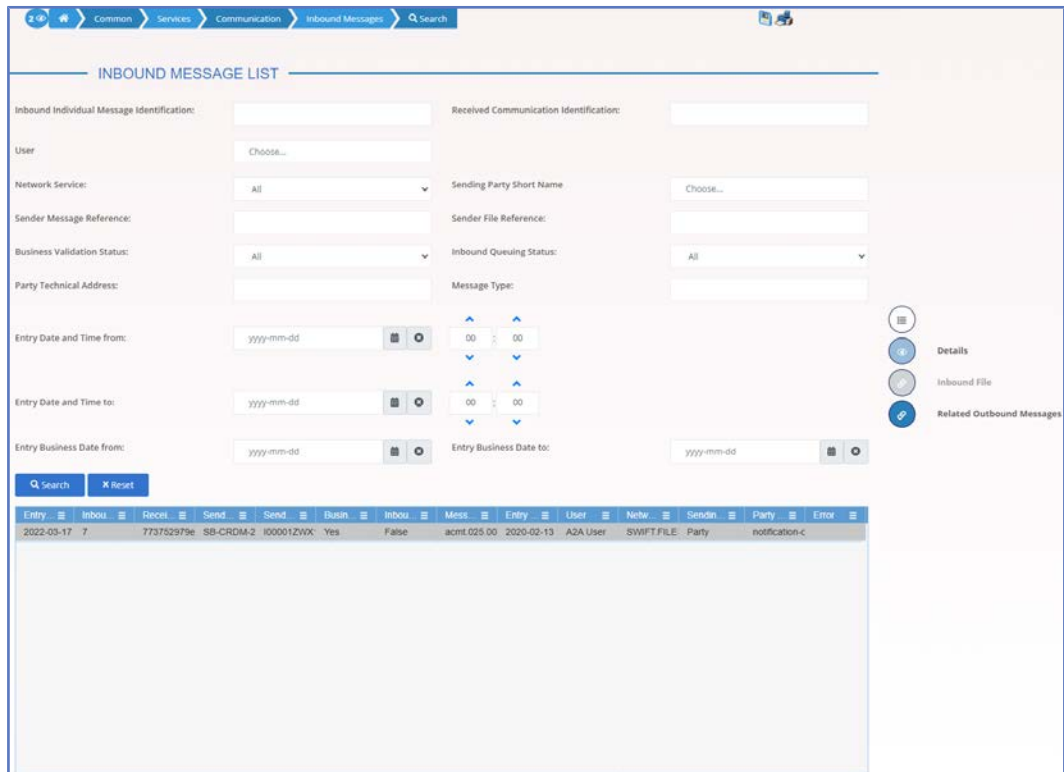 2 Common Services Communication Inbound Messages Search
INBOUND MESSAGE LIST
Inbound Individual Message Identification: Received Communication Identification:
User Choose...
Network Service: All Sending Party Short Name Choose...
Sender Message Reference: Sender File Reference:
Business Validation Status: All Inbound Queuing Status: All
Party Technical Address: Message Type:
Entry Date and Time from: yyyy-mm-dd 00 : 00
Details
Inbound File
Entry Date and Time to: yyyy-mm-dd 00 : 00
Related Outbound Messages
Entry Business Date from: yyyy-mm-dd Entry Business Date to: yyyy-mm-dd
Search Reset
Entry... Inbou... Recei... Send... Send... Busin... Inbou... Mess... Entry... User Netw... Sendin... Party... Error
2022-03-17 7 773752979e SB-CRDM-2 I00001ZWX Yes False acmt.025.00 2020-02-13 A2A User SWIFT.FILE Party notification-c